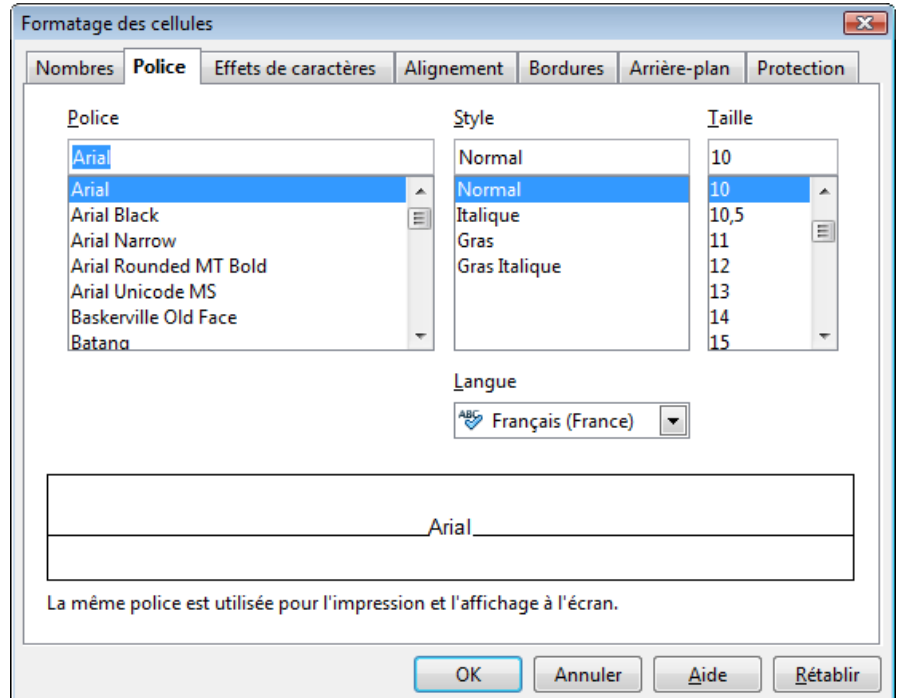 Formatage des cellules
Nombres Police Effets de caractères Alignement Bordures Arrière-plan Protection
Police Style Taille
Arial Normal 10
Arial Normal 10
Arial Black Italique 10,5
Arial Narrow Gras 11
Arial Rounded MT Bold Gras Italique 12
Arial Unicode MS 13
Baskerville Old Face 14
Batang 15
Langue
ABC Français (France)
Arial
La même police est utilisée pour l'impression et l'affichage à l'écran.
OK Annuler Aide Rétablir